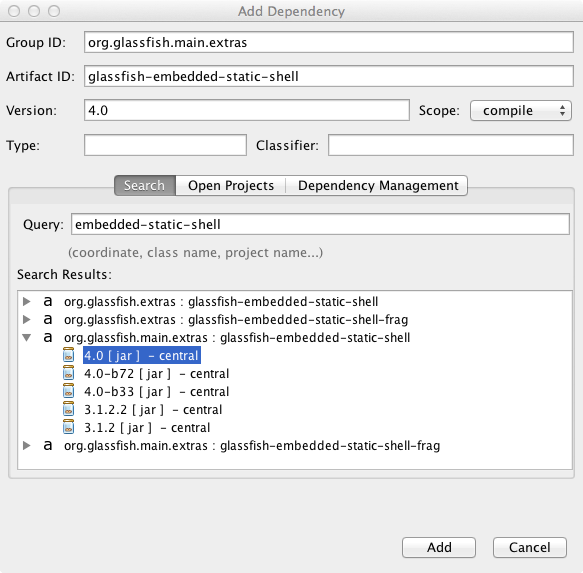 Add Dependency
Group ID: org.glassfish.main.extras
Artifact ID: glassfish-embedded-static-shell
Version: 4.0 Scope: compile
Type: Classifier:
Search Open Projects Dependency Management
Query: embedded-static-shell
(coordinate, class name, project name...)
Search Results:
a org.glassfish.extras : glassfish-embedded-static-shell
a org.glassfish.extras : glassfish-embedded-static-shell-frag
a org.glassfish.main.extras : glassfish-embedded-static-shell
4.0 [ jar ] - central
4.0-b72 [ jar ] - central
4.0-b33 [ jar ] - central
3.1.2.2 [ jar ] - central
3.1.2 [ jar ] - central
a org.glassfish.main.extras : glassfish-embedded-static-shell-frag
Add Cancel